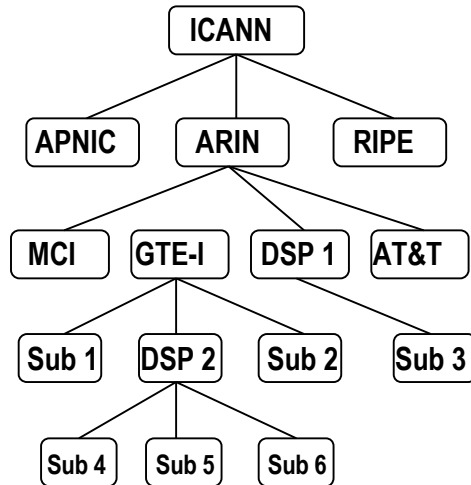 ICANN
APNIC ARIN RIPE
MCI GTE-I DSP 1 AT&T
Sub 1 DSP 2 Sub 2 Sub 3
Sub 4 Sub 5 Sub 6